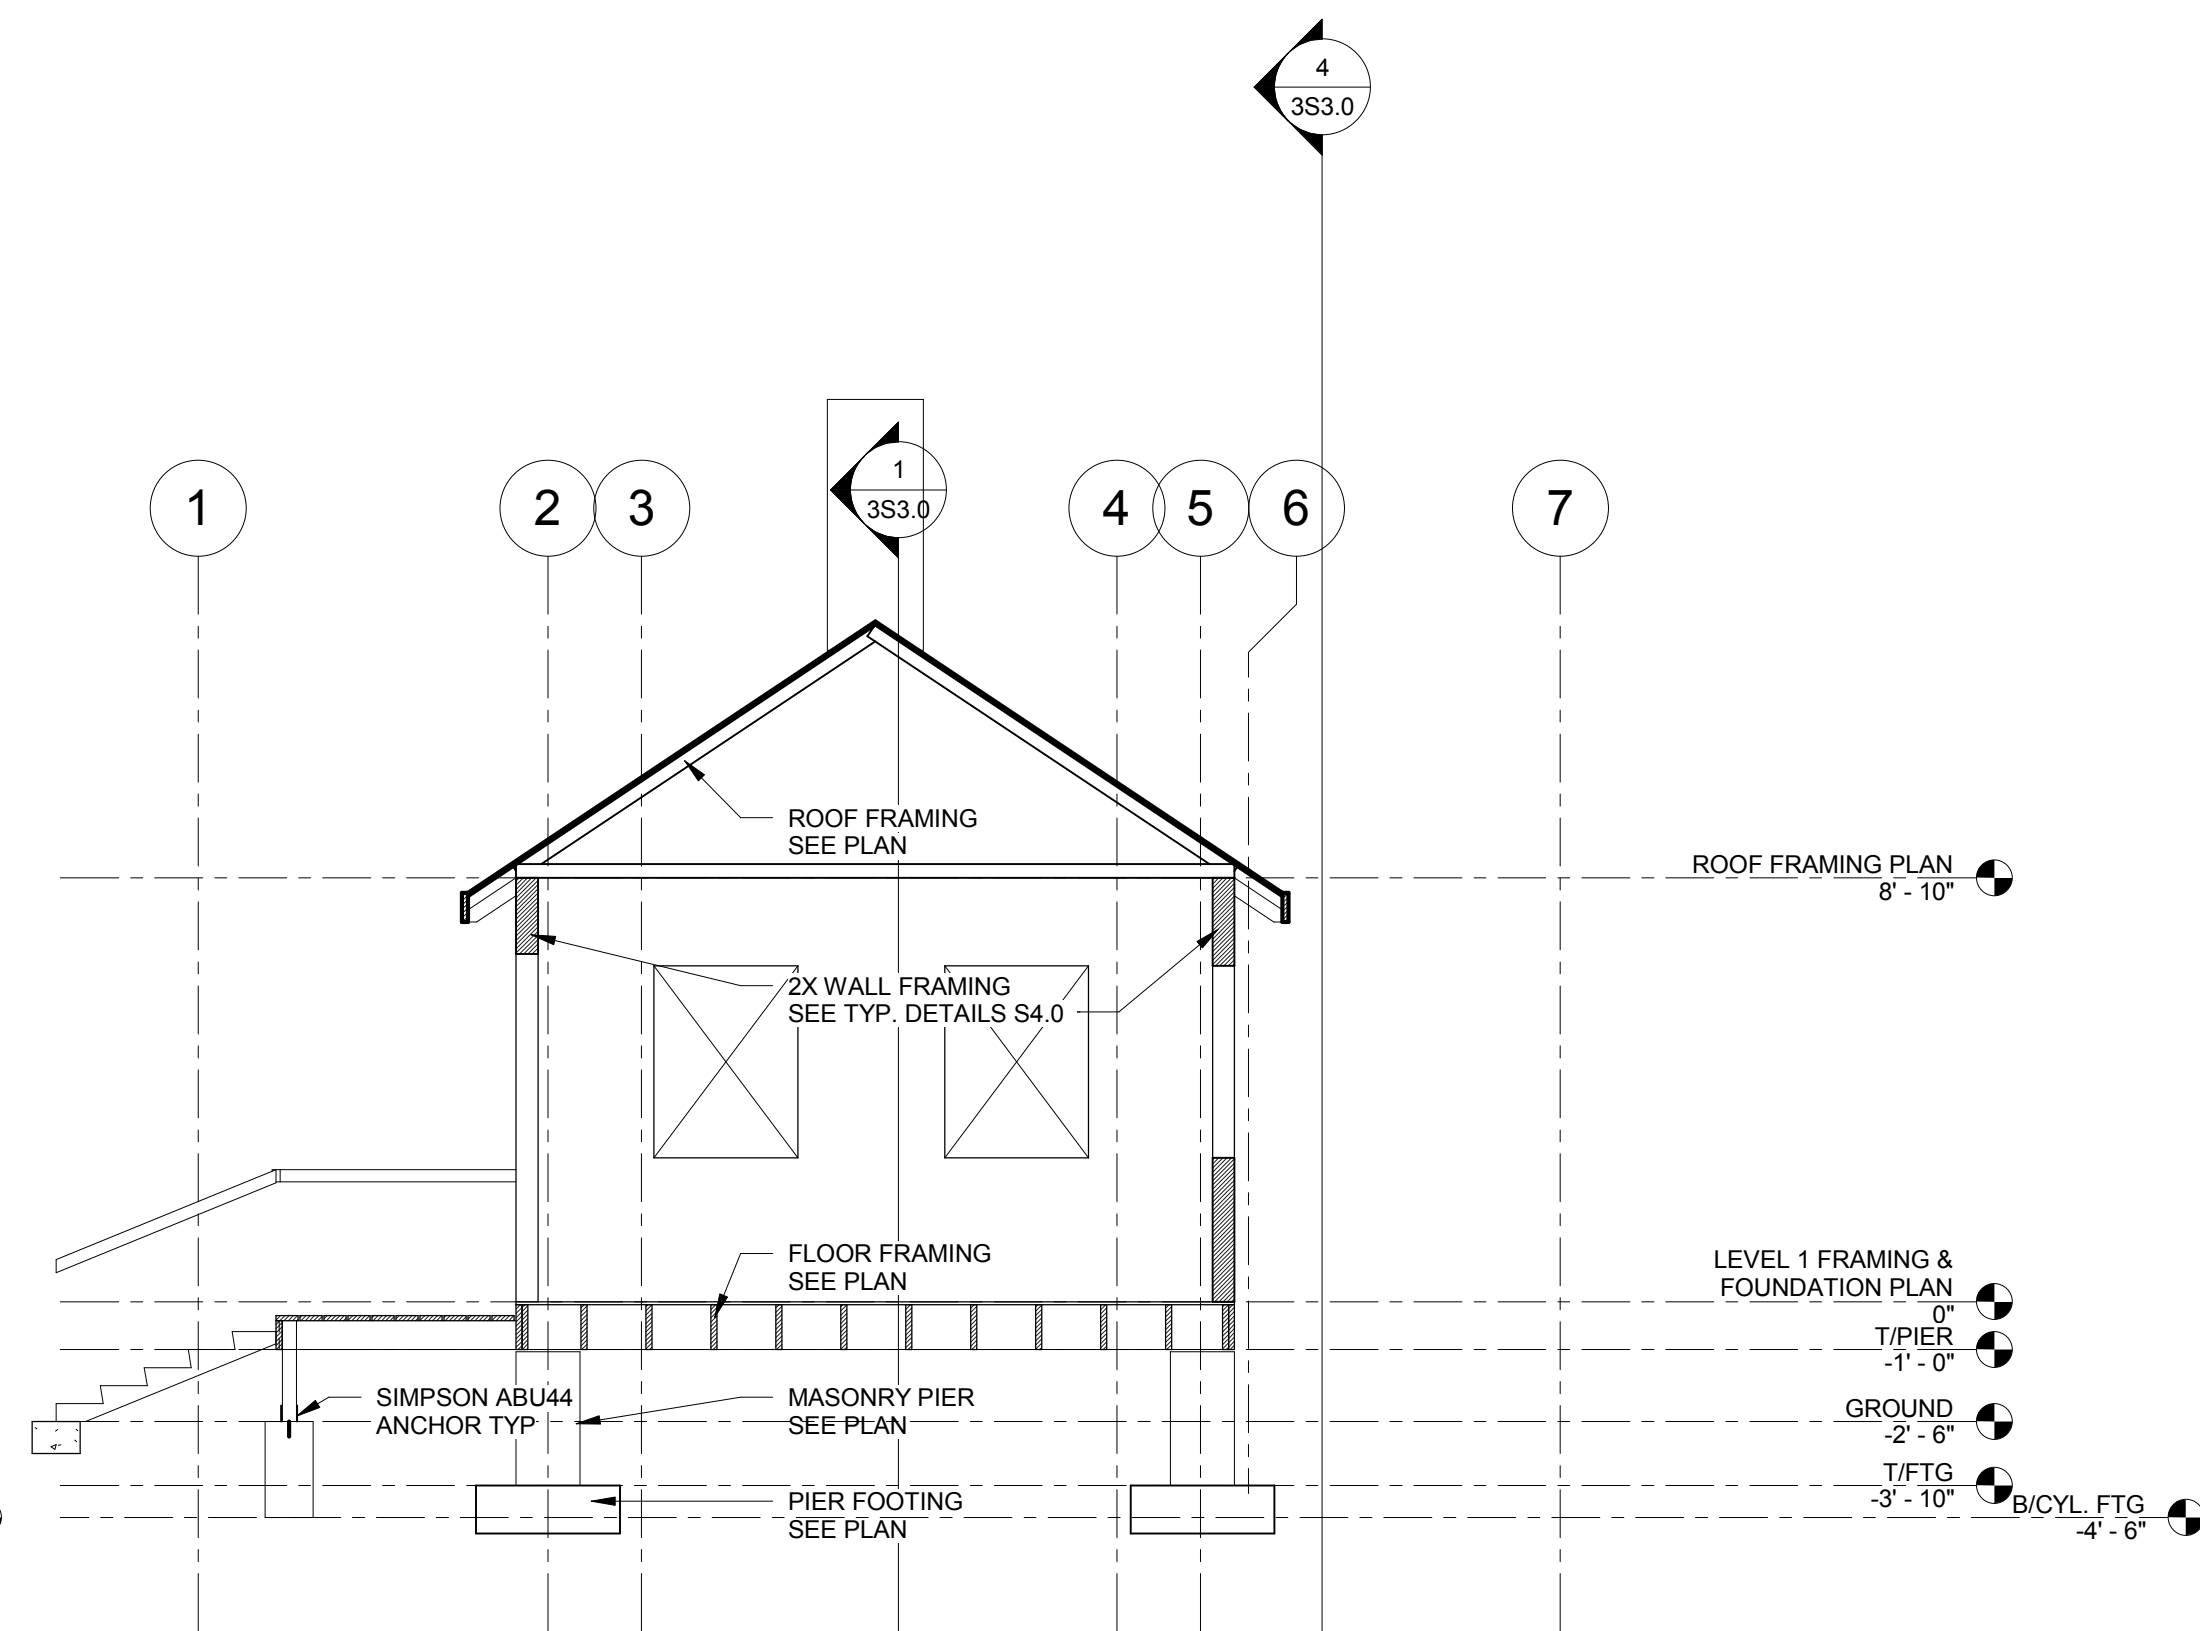 4
3S3.0
1
3S3.0
1
2
3
4
5
6
7
ROOF FRAMING
SEE PLAN
ROOF FRAMING PLAN
8' - 10"
2X WALL FRAMING
SEE TYP. DETAILS S4.0
FLOOR FRAMING
SEE PLAN
LEVEL 1 FRAMING &
FOUNDATION PLAN
0"
T/PIER
-1' - 0"
SIMPSON ABU44
ANCHOR TYP
MASONRY PIER
SEE PLAN
GROUND
-2' - 6"
T/FTG
-3' - 10"
PIER FOOTING
SEE PLAN
B/CYL. FTG
-4' - 6"